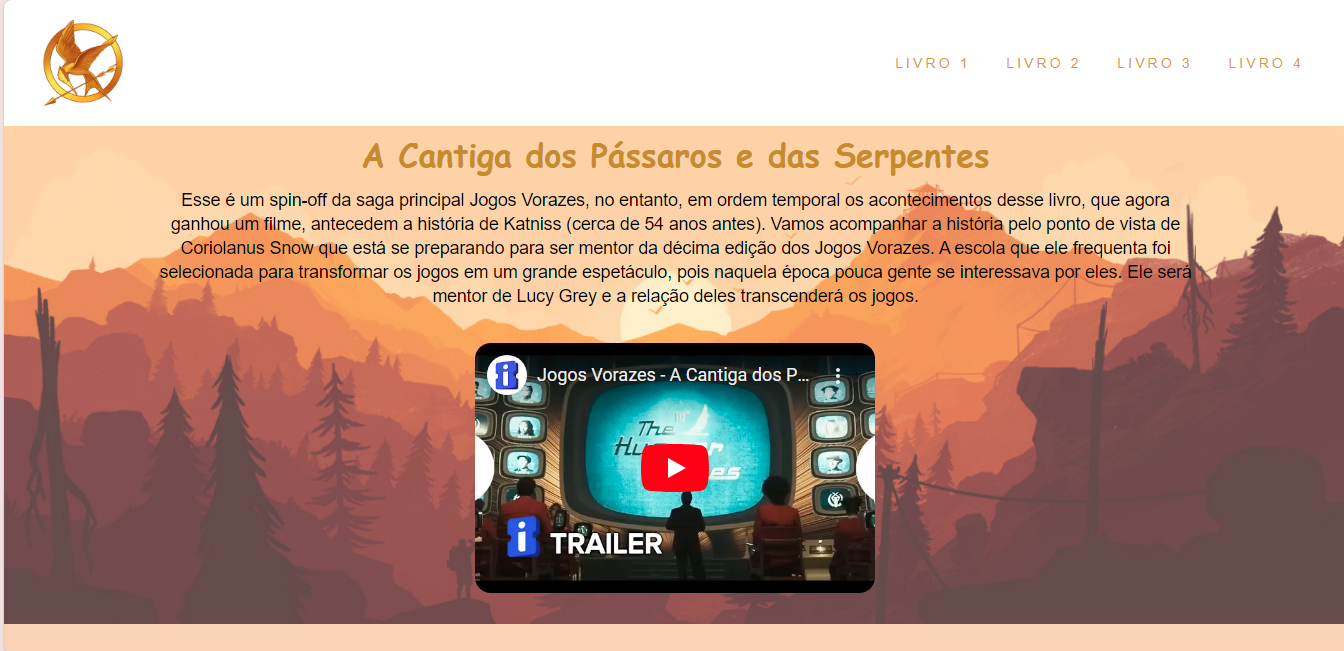 LIVRO 1 LIVRO 2 LIVRO 3 LIVRO 4
A Cantiga dos Pássaros e das Serpentes
Esse é um spin-off da saga principal Jogos Vorazes, no entanto, em ordem temporal os acontecimentos desse livro, que agora
ganhou um filme, antecedem a história de Katniss (cerca de 54 anos antes). Vamos acompanhar a história pelo ponto de vista de
Coriolanus Snow que está se preparando para ser mentor da décima edição dos Jogos Vorazes. A escola que ele frequenta foi
selecionada para transformar os jogos em um grande espetáculo, pois naquela época pouca gente se interessava por eles. Ele será
mentor de Lucy Grey e a relação deles transcenderá os jogos.
Jogos Vorazes - A Cantiga dos P...
The
TRAILER